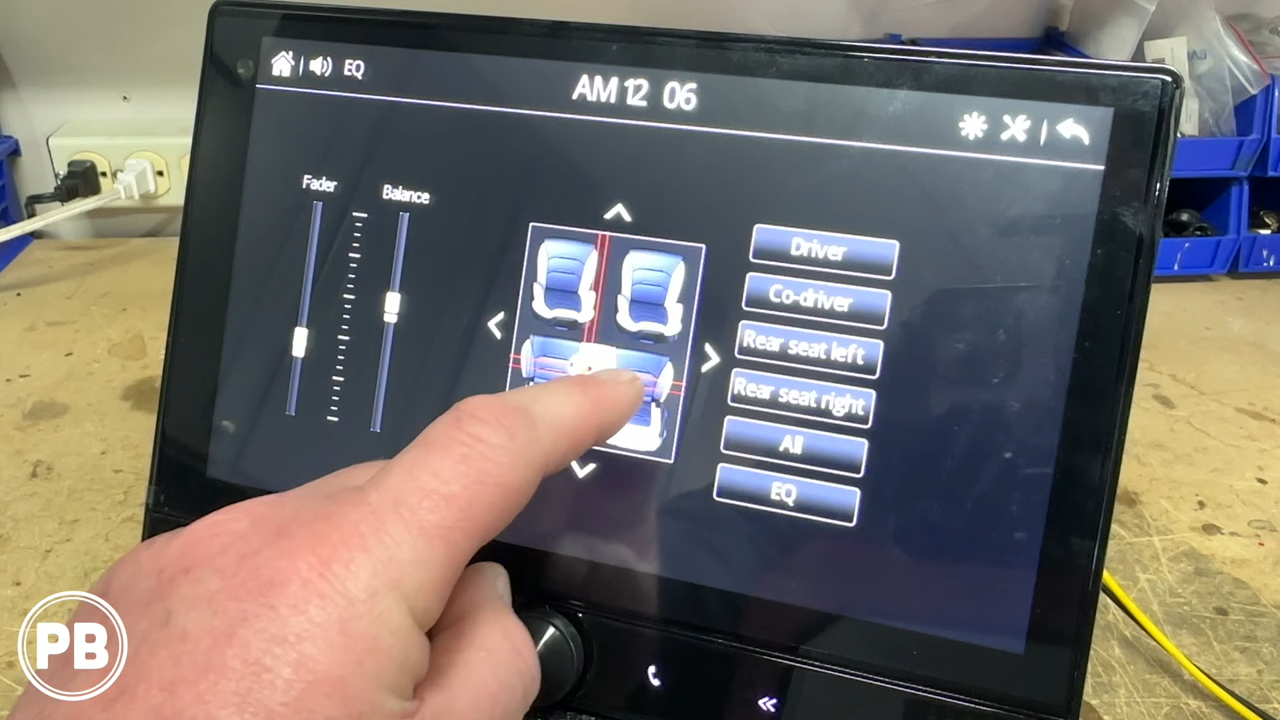 EQ
AM 12 06
Fader
Balance
Driver
Co-driver
Rear seat left
Rear seat right
All
EQ
PB